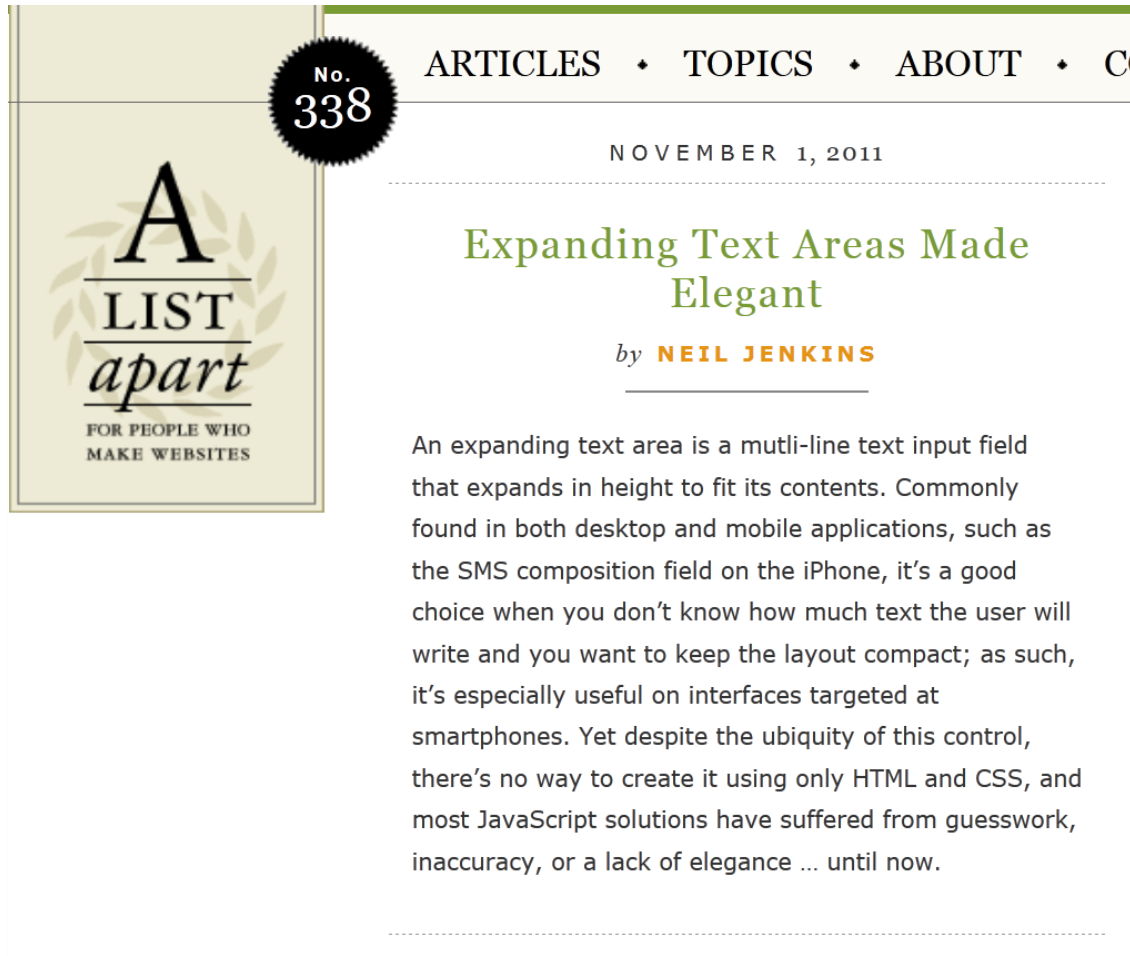 ARTICLES • TOPICS • ABOUT •
No.
338
A
LIST
apart
FOR PEOPLE WHO
MAKE WEBSITES
NOVEMBER 1, 2011
Expanding Text Areas Made
Elegant
by NEIL JENKINS
An expanding text area is a mutli-line text input field
that expands in height to fit its contents. Commonly
found in both desktop and mobile applications, such as
the SMS composition field on the iPhone, it’s a good
choice when you don’t know how much text the user will
write and you want to keep the layout compact; as such,
it’s especially useful on interfaces targeted at
smartphones. Yet despite the ubiquity of this control,
there’s no way to create it using only HTML and CSS, and
most JavaScript solutions have suffered from guesswork,
inaccuracy, or a lack of elegance … until now.